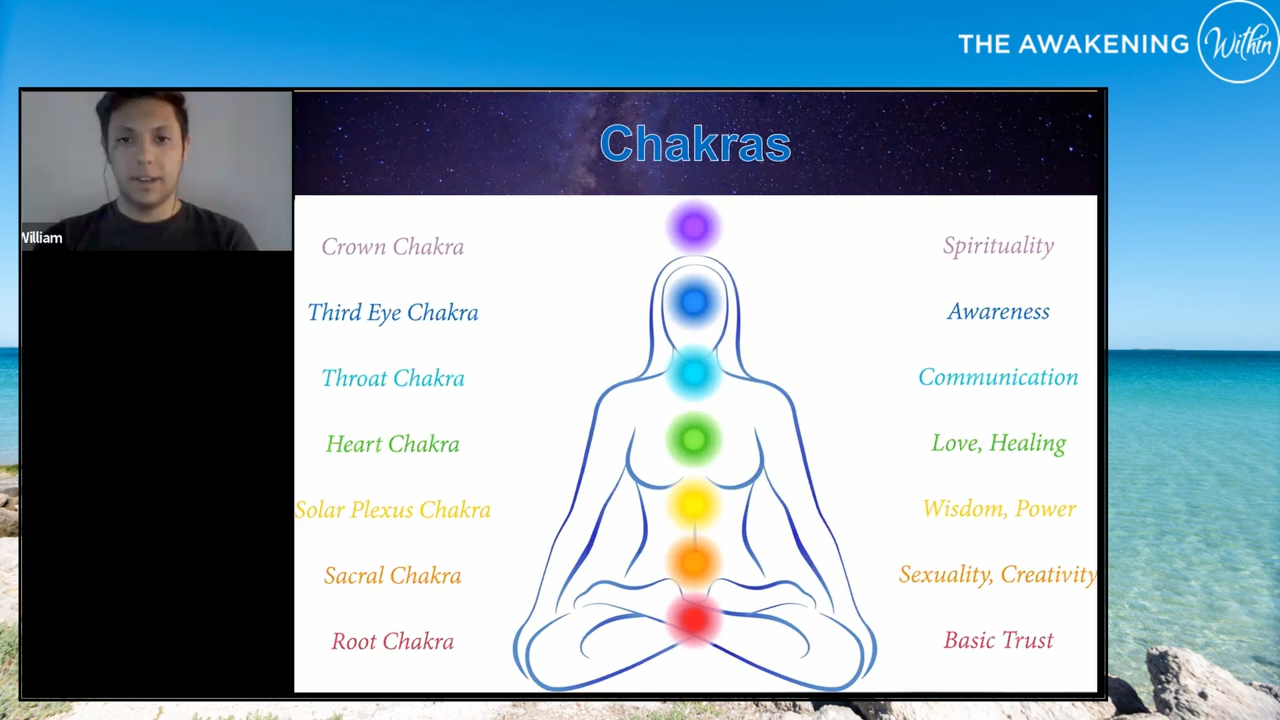 THE AWAKENING Within
Chakras
William
Crown Chakra
Spirituality
Third Eye Chakra
Awareness
Throat Chakra
Communication
Heart Chakra
Love, Healing
Solar Plexus Chakra
Wisdom, Power
Sacral Chakra
Sexuality, Creativity
Root Chakra
Basic Trust